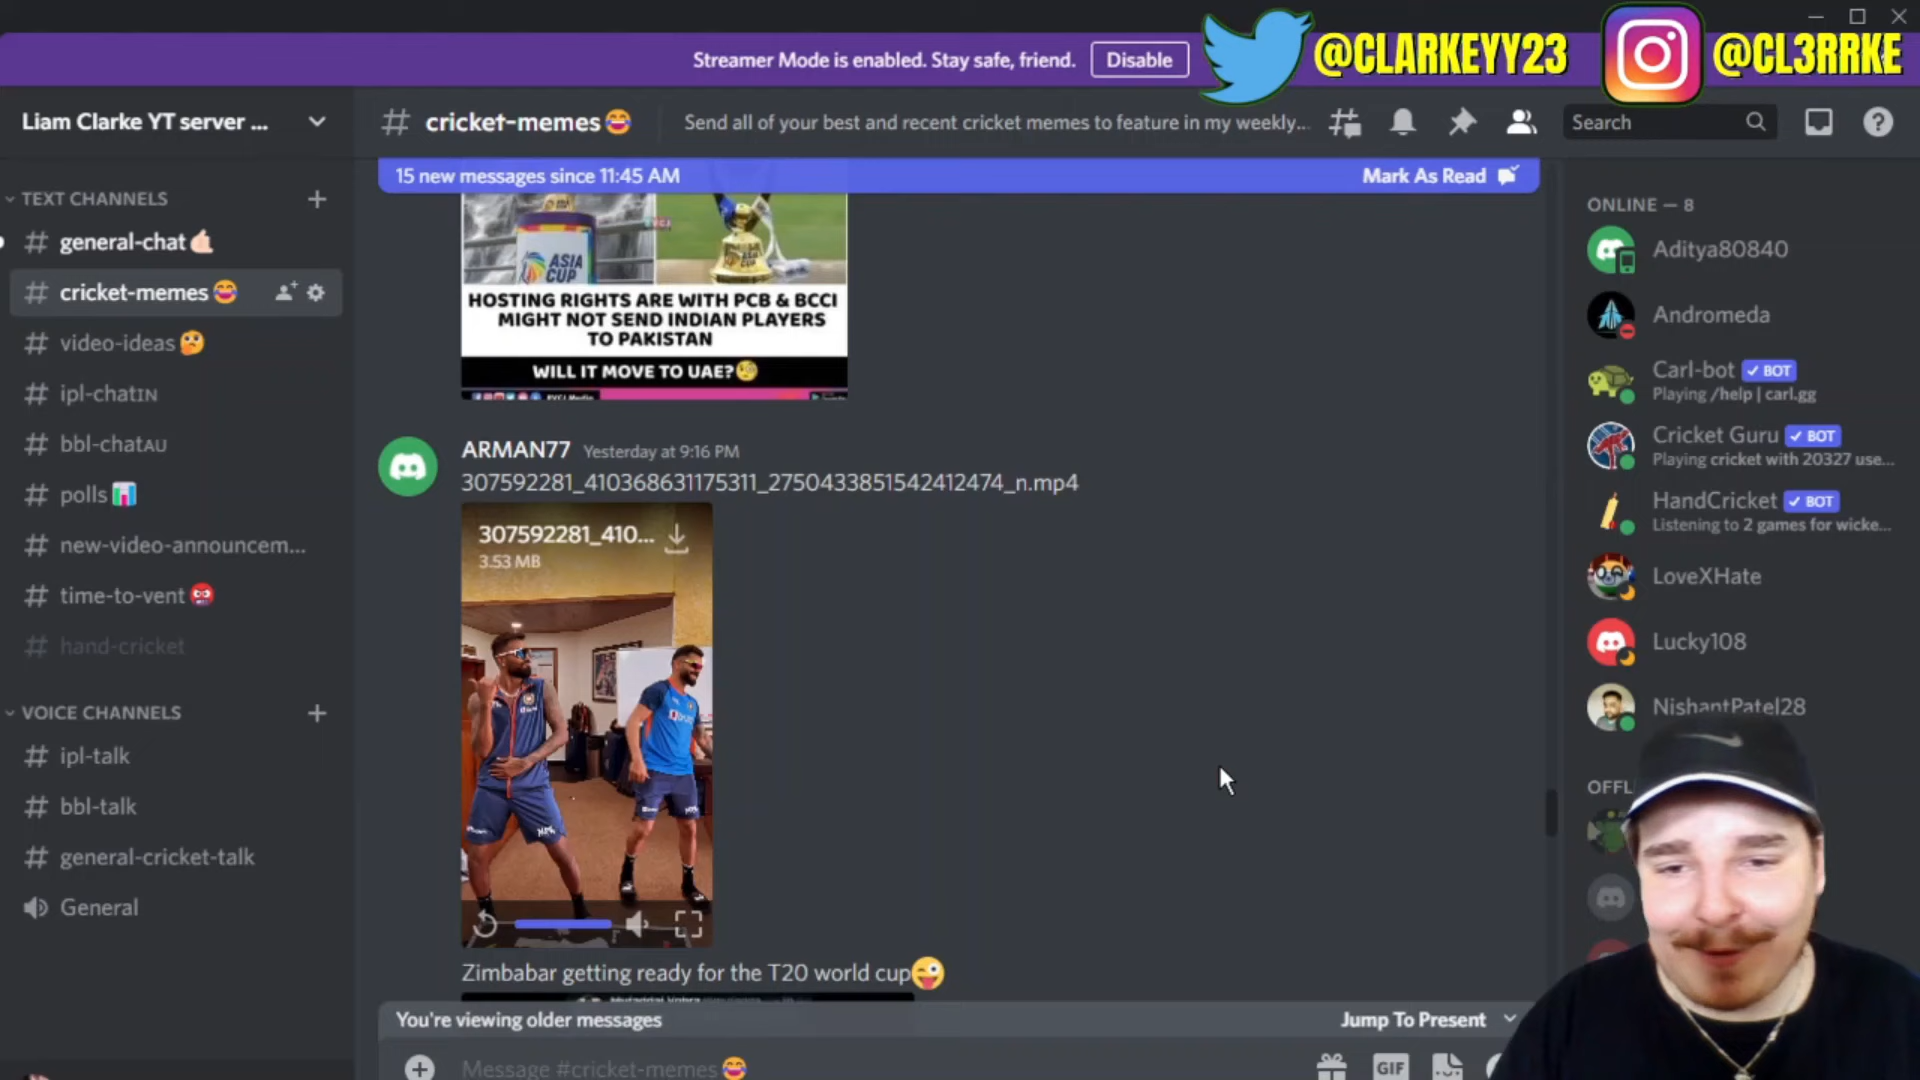 Streamer Mode is enabled. Stay safe, friend.
Disable
@CLARKEYY23
@CL3RRKE
Liam Clarke YT server ...
cricket-memes
Send all of your best and recent cricket memes to feature in my weekly...
Search
15 new messages since 11:45 AM
Mark As Read
TEXT CHANNELS
general-chat
cricket-memes
video-ideas
ipl-chatIN
bbl-chatAU
polls
new-video-announcem...
time-to-vent
hand-cricket
VOICE CHANNELS
ipl-talk
bbl-talk
general-cricket-talk
General
ASIA
CUP
HOSTING RIGHTS ARE WITH PCB & BCCI
MIGHT NOT SEND INDIAN PLAYERS
TO PAKISTAN
WILL IT MOVE TO UAE?
ARMAN77 Yesterday at 9:16 PM
307592281_410368631175311_2750433851542412474_n.mp4
307592281_410...
3.53 MB
Zimbabar getting ready for the T20 world cup
You're viewing older messages
Jump To Present
Message #cricket-memes
GIF
ONLINE — 8
Aditya80840
Andromeda
Carl-bot ✓ BOT
Playing /help | carl.gg
Cricket Guru ✓ BOT
Playing cricket with 20327 use...
HandCricket ✓ BOT
Listening to 2 games for wicke...
LoveXHate
Lucky108
NishantPatel28